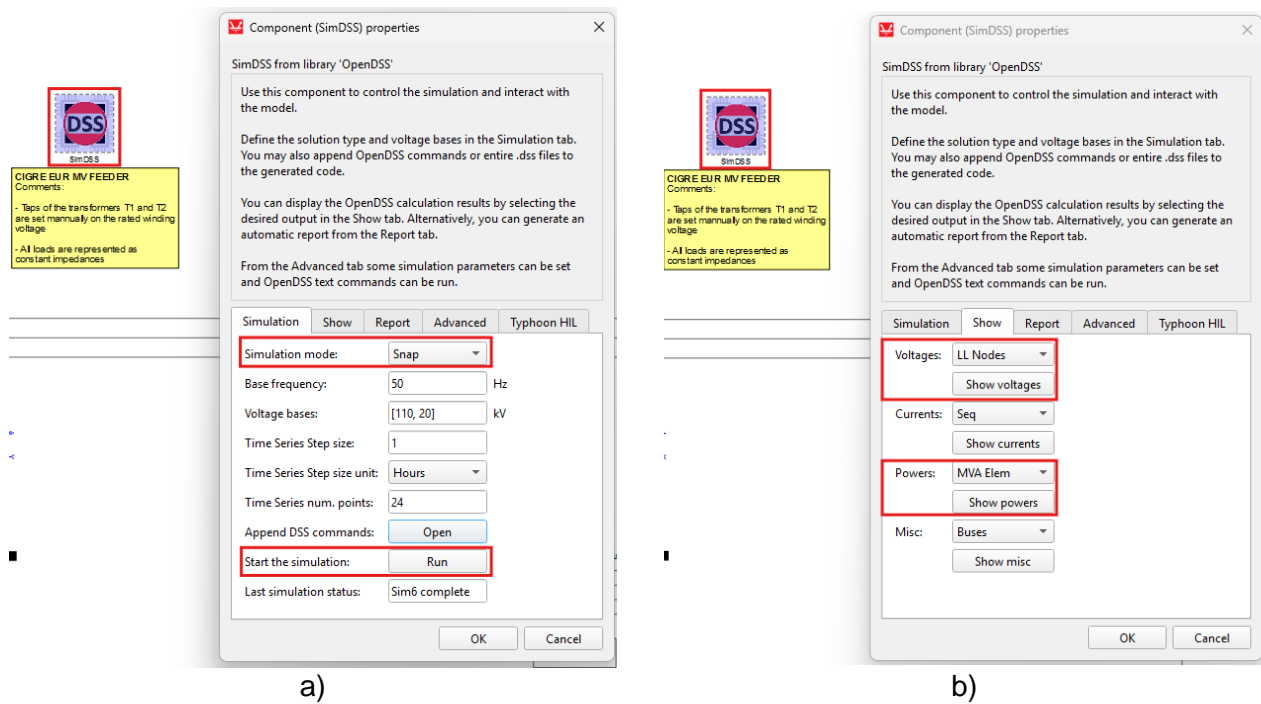 Component (SimDSS) properties
SimDSS from library 'OpenDSS'
Use this component to control the simulation and interact with
the model.
Define the solution type and voltage bases in the Simulation tab.
You may also append OpenDSS commands or entire .dss files to
the generated code.
You can display the OpenDSS calculation results by selecting the
desired output in the Show tab. Alternatively, you can generate an
automatic report from the Report tab.
From the Advanced tab some simulation parameters can be set
and OpenDSS text commands can be run.
DSS
SimDSS
CIGRE EUR MV FEEDER
Comments:
- Taps of the transformers T1 and T2
are set mannually on the rated winding
voltage
- All loads are represented as
constant impedances
Simulation Show Report Advanced Typhoon HIL
Simulation mode: Snap
Base frequency: 50 Hz
Voltage bases: [110, 20] kV
Time Series Step size: 1
Time Series Step size unit: Hours
Time Series num. points: 24
Append DSS commands: Open
Start the simulation: Run
Last simulation status: Sim6 complete
OK Cancel
a)
Component (SimDSS) properties
SimDSS from library 'OpenDSS'
Use this component to control the simulation and interact with
the model.
Define the solution type and voltage bases in the Simulation tab.
You may also append OpenDSS commands or entire .dss files to
the generated code.
You can display the OpenDSS calculation results by selecting the
desired output in the Show tab. Alternatively, you can generate an
automatic report from the Report tab.
From the Advanced tab some simulation parameters can be set
and OpenDSS text commands can be run.
DSS
SimDSS
CIGRE EUR MV FEEDER
Comments:
- Taps of the transformers T1 and T2
are set mannually on the rated winding
voltage
- All loads are represented as
constant impedances
Simulation Show Report Advanced Typhoon HIL
Voltages: LL Nodes
Show voltages
Currents: Seq
Show currents
Powers: MVA Elem
Show powers
Misc: Buses
Show misc
OK Cancel
b)